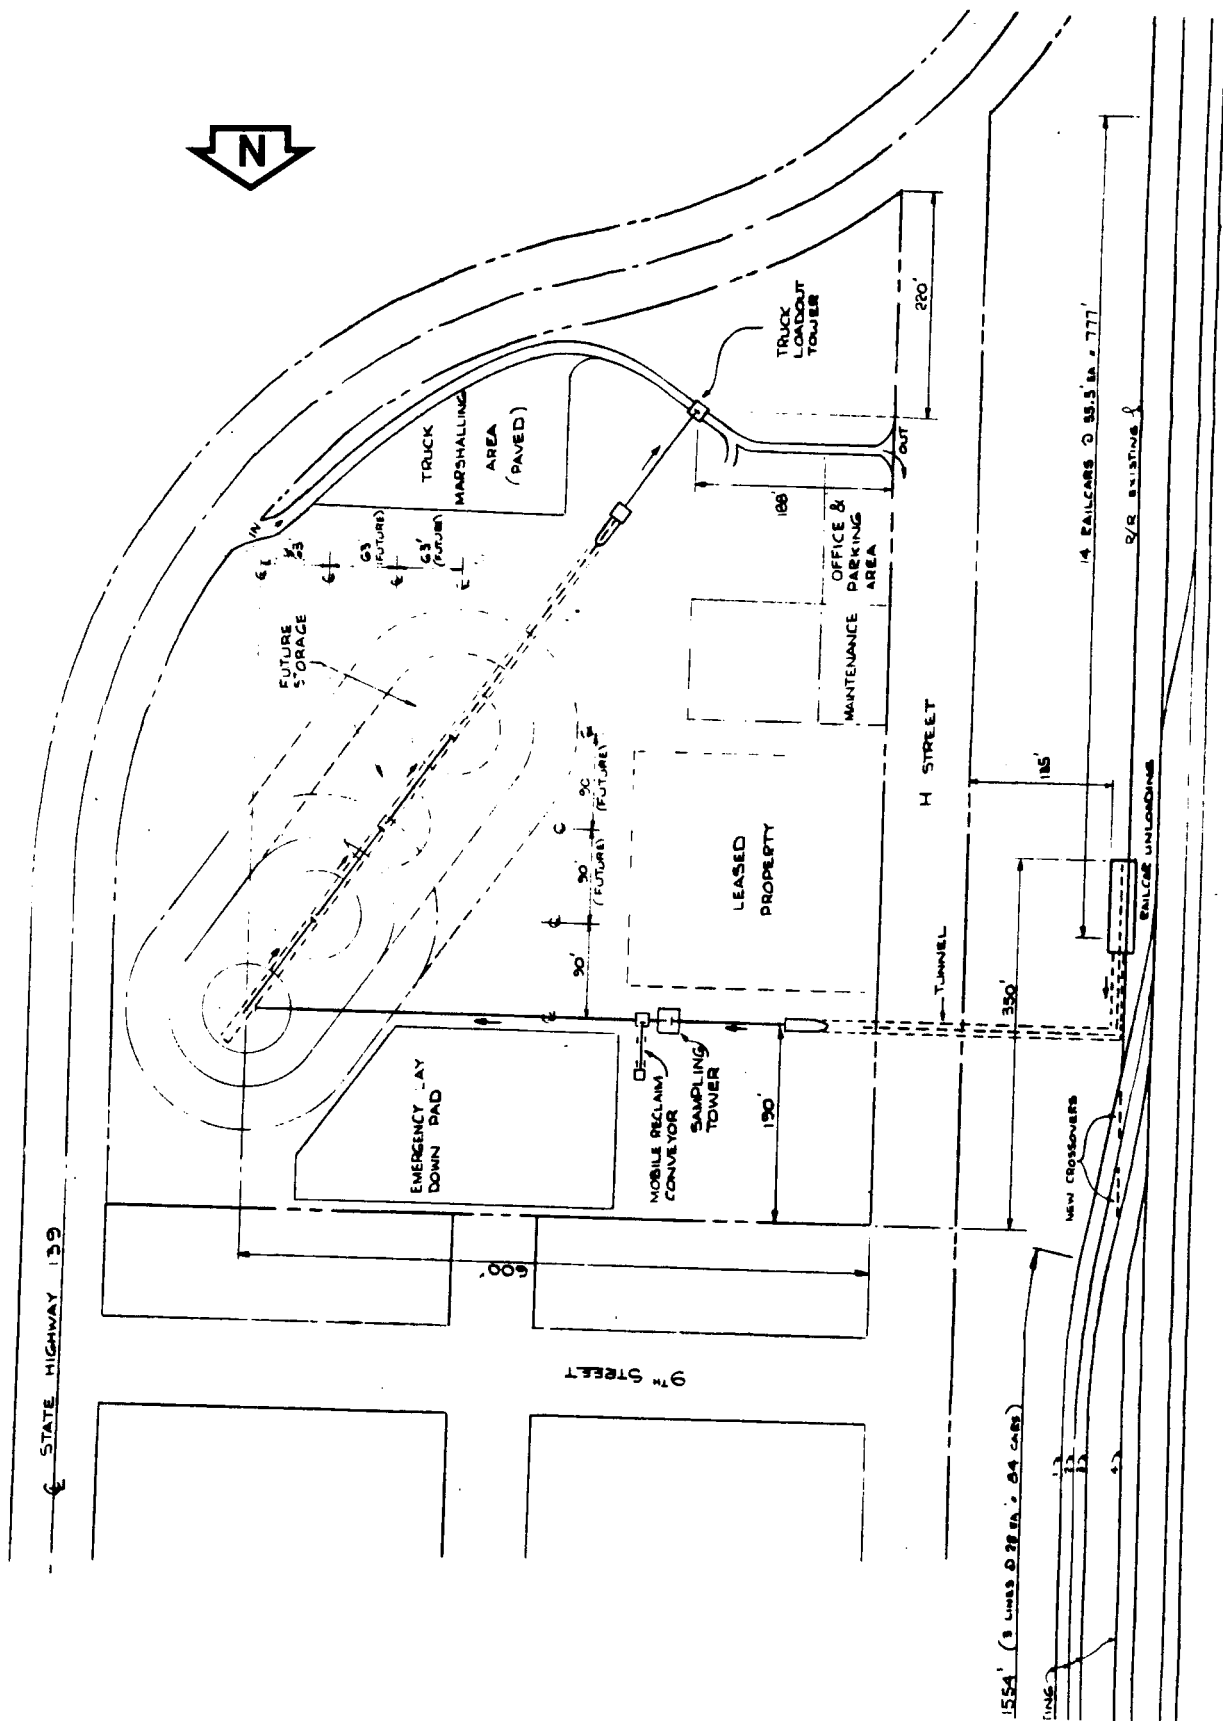 N
STATE HIGHWAY 139
IN
TRUCK
MARSHALLING
AREA
(PAVED)
TRUCK
LOADOUT
TOWER
220'
OUT
188'
OFFICE &
PARKING
AREA
MAINTENANCE
63'
63'
(FUTURE)
63'
(FUTURE)
FUTURE
STORAGE
90'
90'
(FUTURE)
90
(FUTURE)
LEASED
PROPERTY
H STREET
TUNNEL
EMERGENCY LAY
DOWN PAD
MOBILE RECLAIM
CONVEYOR
SAMPLING
TOWER
190'
600'
9TH STREET
14 RAILCARS @ 55.5' EA = 777'
R/R EXISTING
RAILCAR UNLOADING
350'
NEW CROSSOVERS
1554' (3 LINES @ 28 EA = 84 CARS)